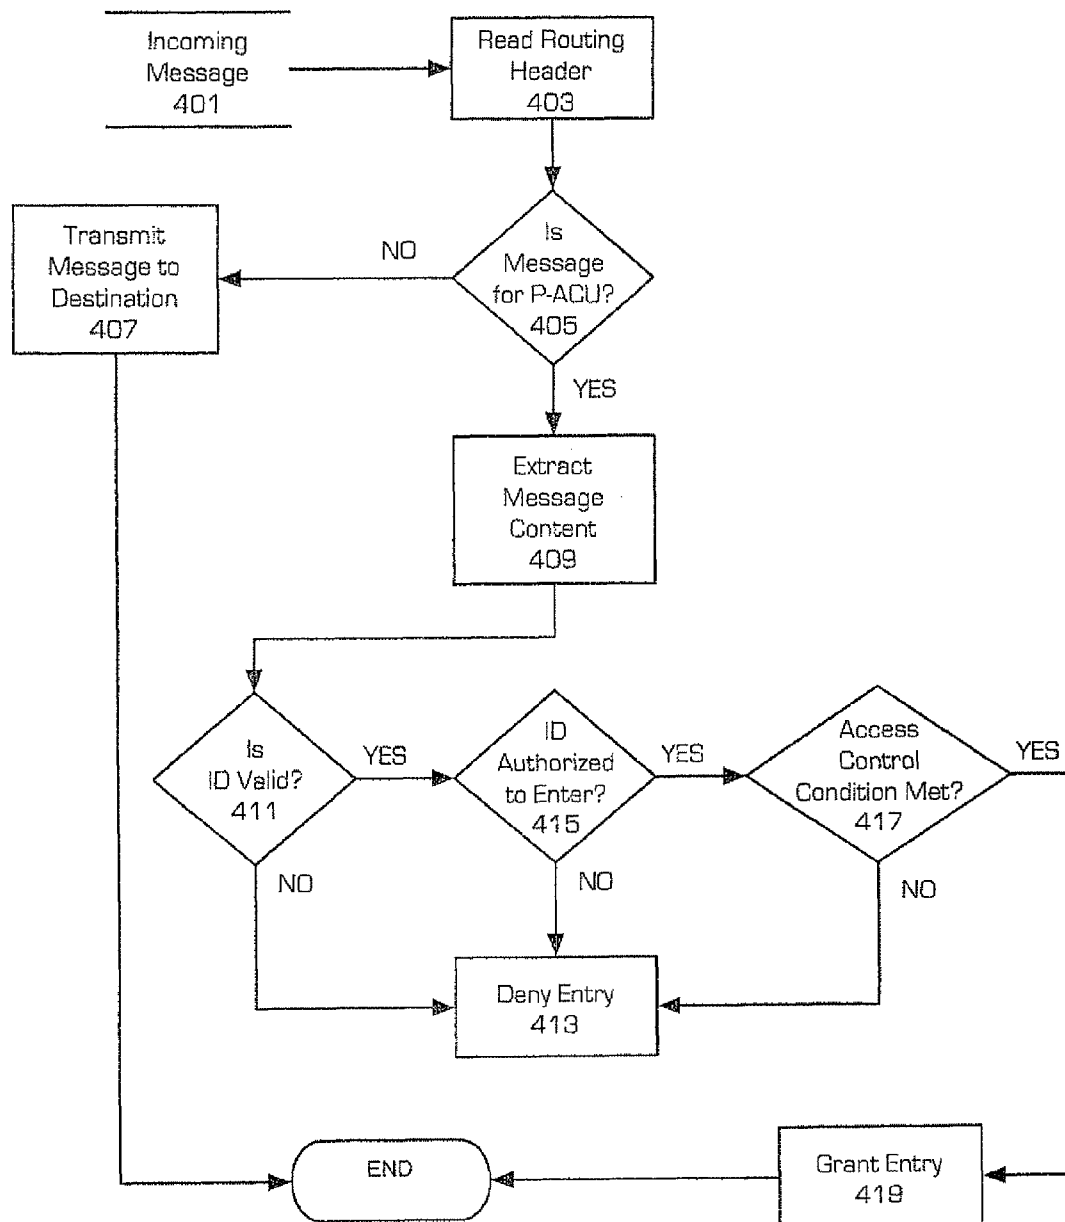 Incoming
Message
401
Read Routing
Header
403
Transmit
Message to
Destination
407
NO
Is
Message
for P-ACU?
405
YES
Extract
Message
Content
409
Is
ID Valid?
411
YES
ID
Authorized
to Enter?
415
YES
Access
Control
Condition Met?
417
YES
NO
NO
NO
Deny Entry
413
END
Grant Entry
419